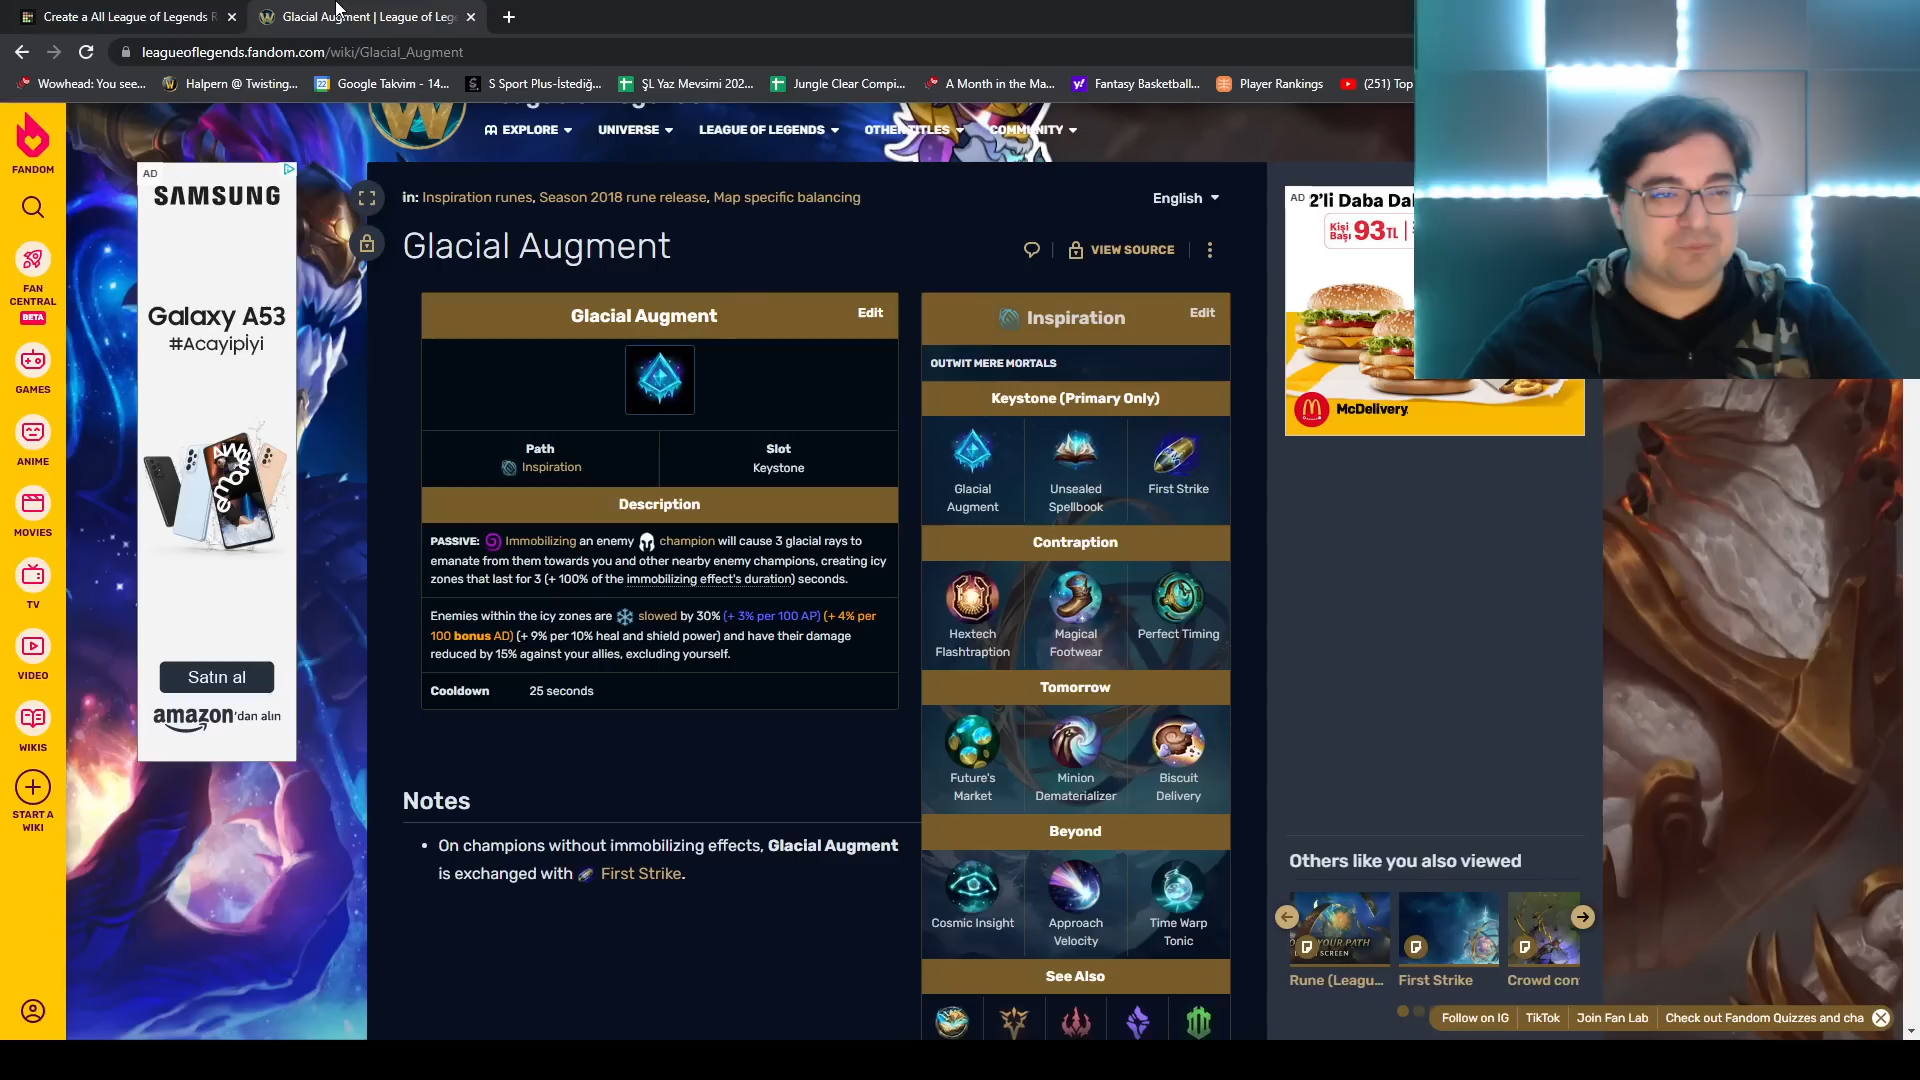 Create a All League of Legends R
Glacial Augment | League of Leg
leagueoflegends.fandom.com/wiki/Glacial_Augment
Wowhead: You see...
Halpern @ Twisting...
Google Takvim - 14...
S Sport Plus-İstediğ...
ŞL Yaz Mevsimi 202...
Jungle Clear Compi...
A Month in the Ma...
Fantasy Basketball...
Player Rankings
(251) Top
EXPLORE
UNIVERSE
LEAGUE OF LEGENDS
OTHER TITLES
COMMUNITY
FANDOM
FAN CENTRAL
BETA
GAMES
ANIME
MOVIES
TV
VIDEO
WIKIS
START A WIKI
AD
SAMSUNG
Galaxy A53
#Acayipİyi
awesome
Satın al
amazon'dan alın
in: Inspiration runes, Season 2018 rune release, Map specific balancing
English
Glacial Augment
VIEW SOURCE
Glacial Augment
Edit
Path
Inspiration
Slot
Keystone
Description
PASSIVE: Immobilizing an enemy champion will cause 3 glacial rays to
emanate from them towards you and other nearby enemy champions, creating icy
zones that last for 3 (+ 100% of the immobilizing effect's duration) seconds.
Enemies within the icy zones are slowed by 30% (+ 3% per 100 AP) (+ 4% per
100 bonus AD) (+ 9% per 10% heal and shield power) and have their damage
reduced by 15% against your allies, excluding yourself.
Cooldown 25 seconds
Notes
• On champions without immobilizing effects, Glacial Augment
is exchanged with First Strike.
Inspiration
Edit
OUTWIT MERE MORTALS
Keystone (Primary Only)
Glacial Augment
Unsealed Spellbook
First Strike
Contraption
Hextech Flashtraption
Magical Footwear
Perfect Timing
Tomorrow
Future's Market
Minion Dematerializer
Biscuit Delivery
Beyond
Cosmic Insight
Approach Velocity
Time Warp Tonic
See Also
AD
2'li Daba Da
Kişi Başı 93TL
McDelivery
Others like you also viewed
YOUR PATH
SCREEN
Rune (Leagu...
First Strike
Crowd con
Follow on IG
TikTok
Join Fan Lab
Check out Fandom Quizzes and cha